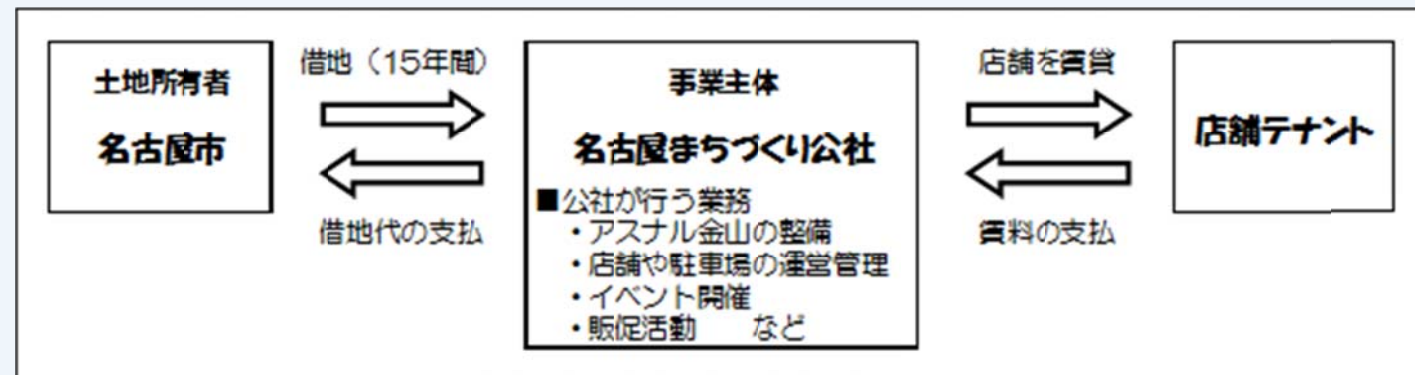 土地所有者
名古屋市
借地（15年間）
借地代の支払
事業主体
名古屋まちづくり公社
■公社が行う業務
・アスナル金山の整備
・店舗や駐車場の運営管理
・イベント開催
・販促活動　など
店舗を賃貸
賃料の支払
店舗テナント